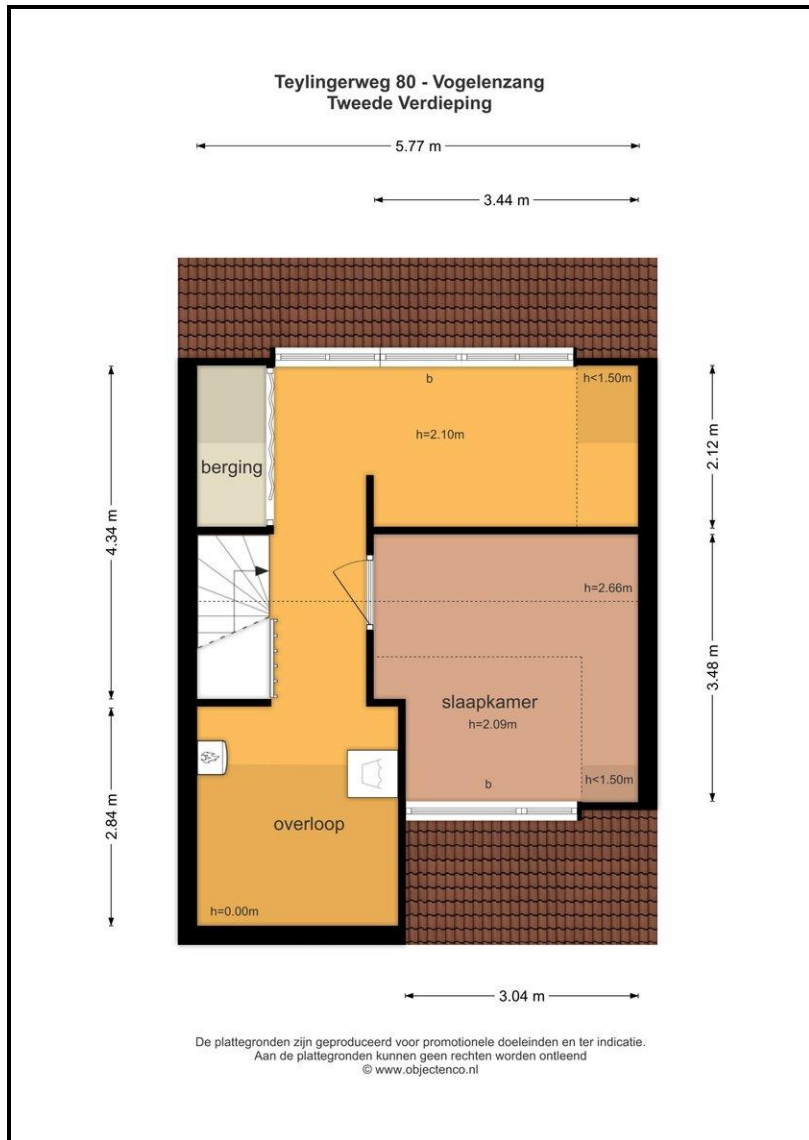 Teylingerweg 80 - Vogelenzang
Tweede Verdieping
5.77 m
3.44 m
b
h<1.50m
h=2.10m
berging
2.12 m
4.34 m
h=2.66m
3.48 m
slaapkamer
h=2.09m
h<1.50m
b
2.84 m
overloop
h=0.00m
3.04 m
De plattegronden zijn geproduceerd voor promotionele doeleinden en ter indicatie.
Aan de plattegronden kunnen geen rechten worden ontleend
© www.objectenco.nl